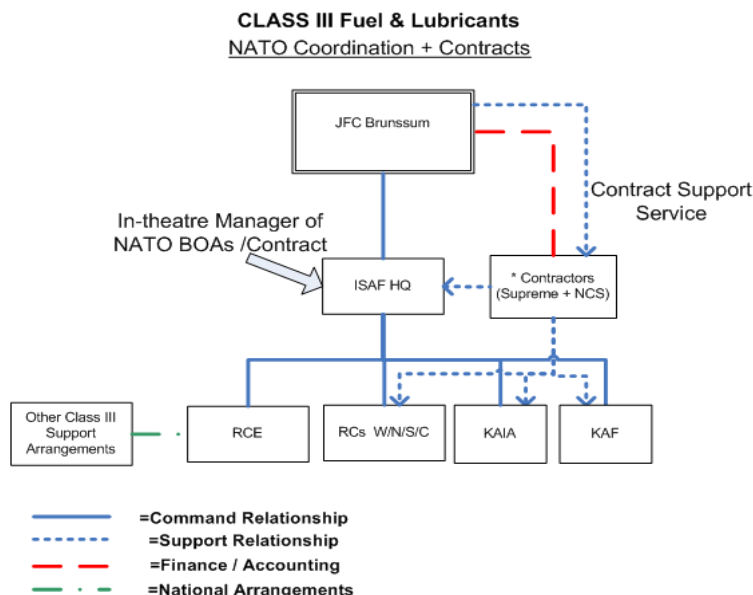 CLASS III Fuel & Lubricants
NATO Coordination + Contracts
JFC Brunssum
Contract Support
Service
In-theatre Manager of
NATO BOAs /Contract
ISAF HQ
* Contractors
(Supreme + NCS)
Other Class III
Support
Arrangements
RCE
RCs W/N/S/C
KAIA
KAF
=Command Relationship
=Support Relationship
=Finance / Accounting
=National Arrangements